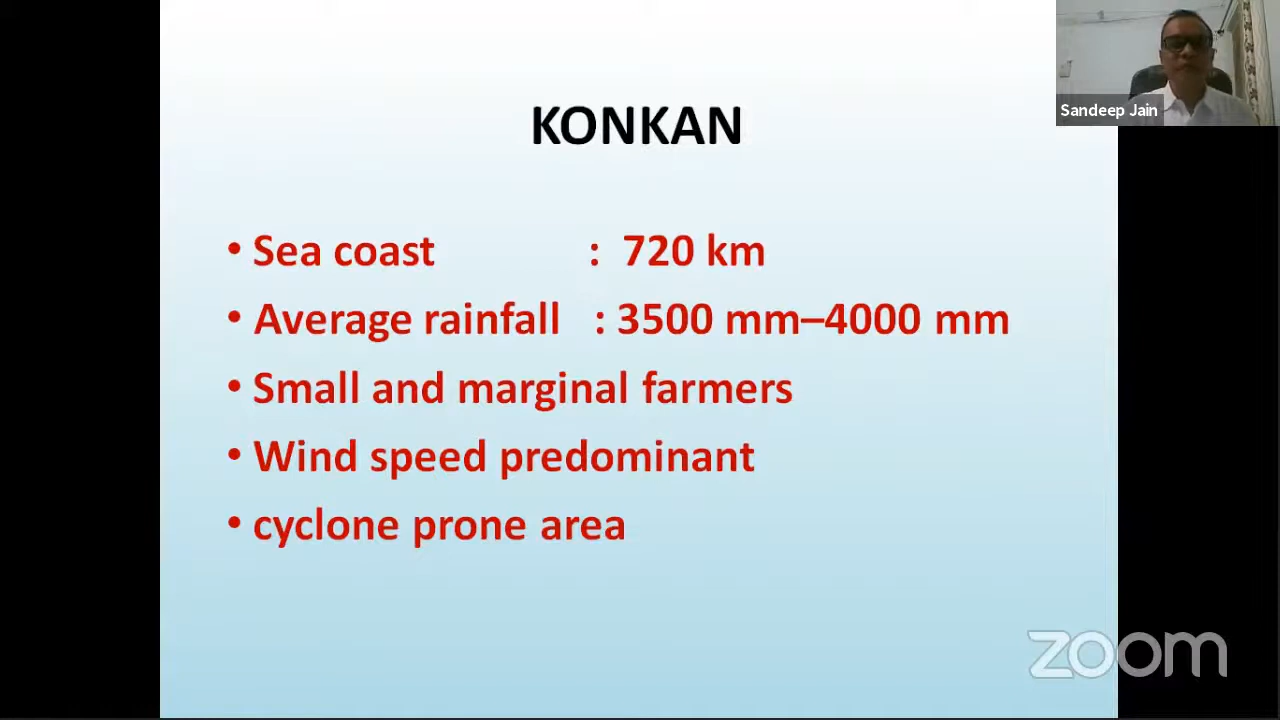 KONKAN
• Sea coast : 720 km
• Average rainfall : 3500 mm–4000 mm
• Small and marginal farmers
• Wind speed predominant
• cyclone prone area
Sandeep Jain
zoom